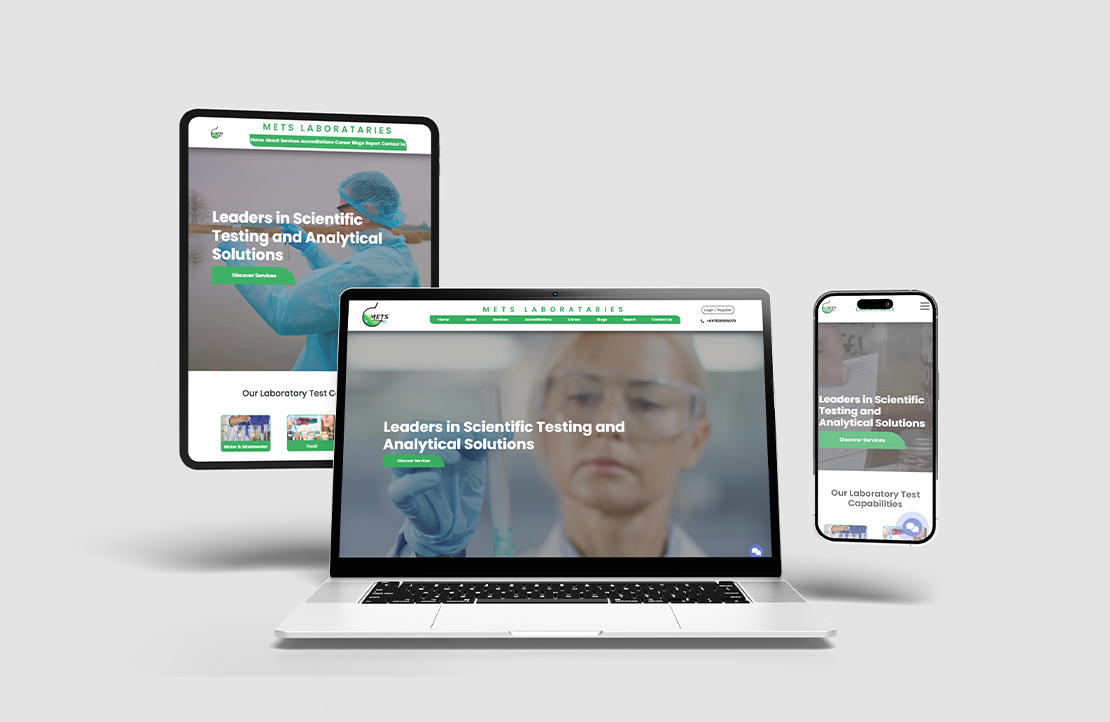 METS LABORATARIES
METS
Home About Services Accreditations Career Blogs Report Contact Us
Leaders in Scientific
Testing and Analytical
Solutions
Discover Services
Our Laboratory Test
Water & Wastewater
Food
METS LABORATARIES
METS
Login | Register
Home About Services Accreditations Career Blogs Report Contact Us
Leaders in Scientific Testing and
Analytical Solutions
Discover Services
METS
Leaders in Scientific
Testing and
Analytical Solutions
Discover Services
Our Laboratory Test
Capabilities